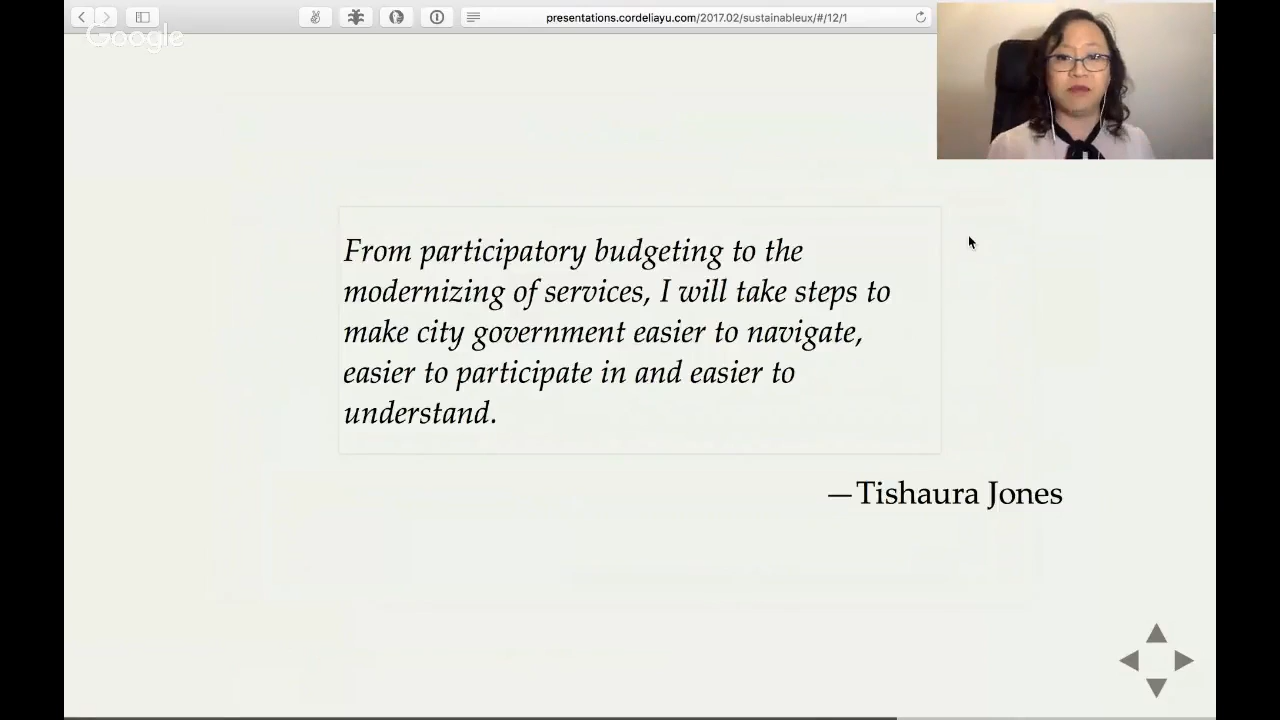 presentations.cordeliayu.com/2017.02/sustainableux/#/12/1
Google
From participatory budgeting to the
modernizing of services, I will take steps to
make city government easier to navigate,
easier to participate in and easier to
understand.
—Tishaura Jones